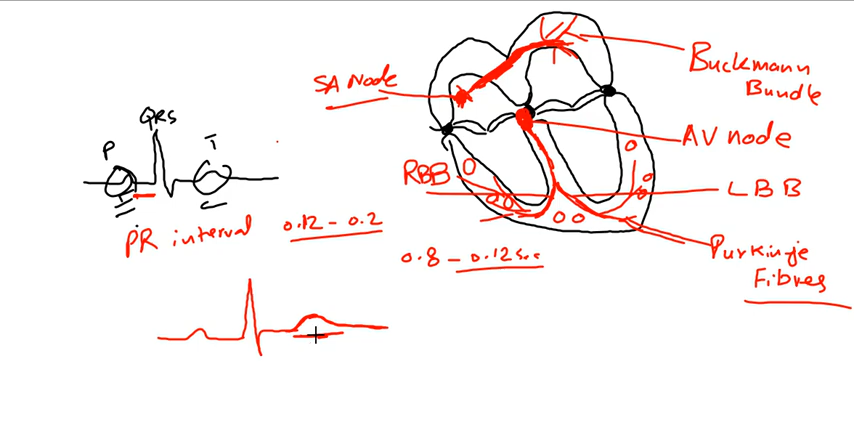 SA Node
Buckmann
Bundle
QRS
P
T
AV node
RBB
LBB
PR interval
0.12 - 0.2
0.8 - 0.12 sec
Purkinje
Fibres